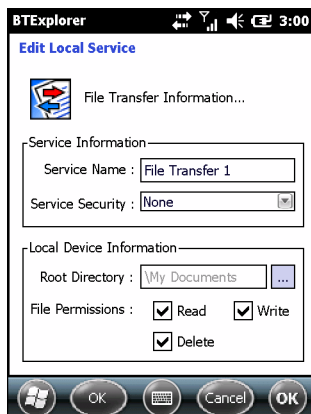 BTExplorer 3:00
Edit Local Service
File Transfer Information...
Service Information
Service Name : File Transfer 1
Service Security : None
Local Device Information
Root Directory : \My Documents ...
File Permissions : Read Write
Delete
OK Cancel OK